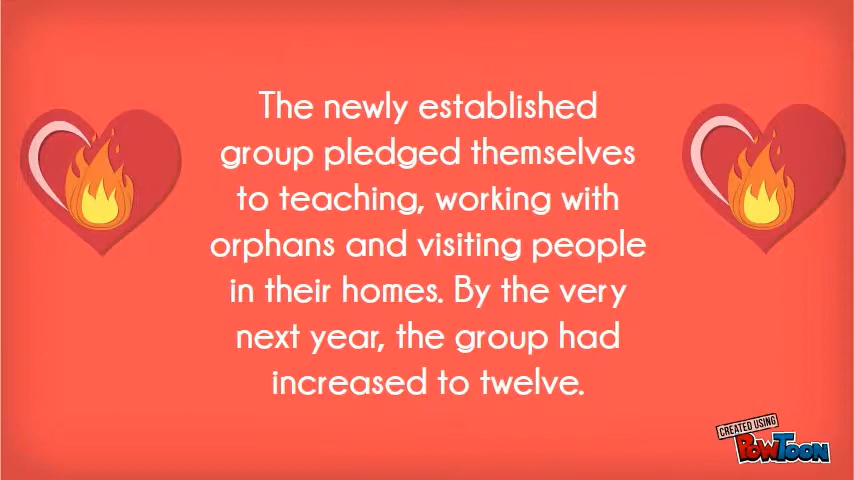 The newly established
group pledged themselves
to teaching, working with
orphans and visiting people
in their homes. By the very
next year, the group had
increased to twelve.
CREATED USING
POWTOON